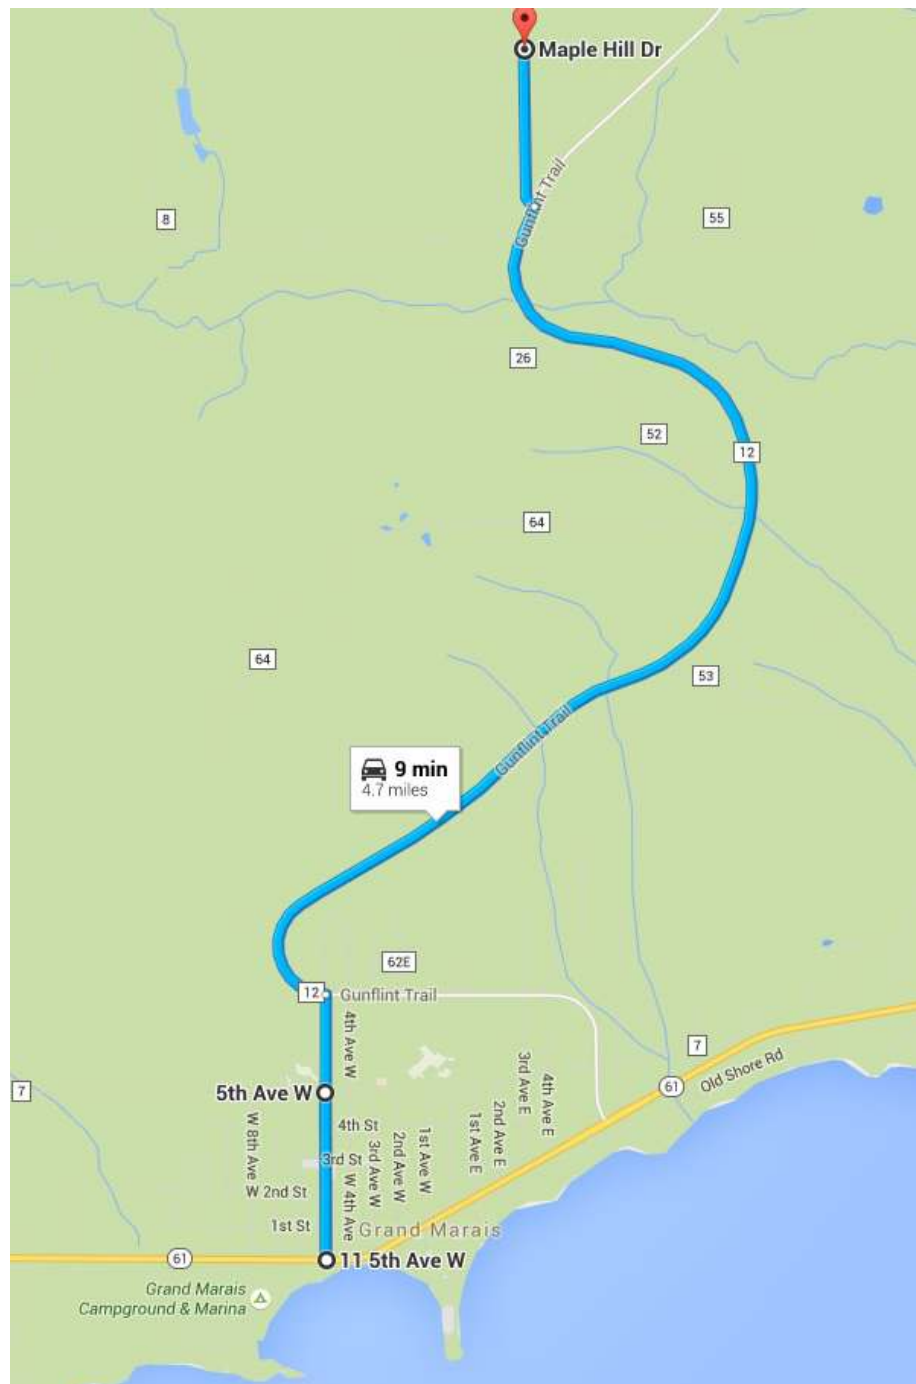 Maple Hill Dr
Gunflint Trail
8
55
26
52
12
64
64
53
Gunflint Trail
9 min
4.7 miles
62E
12
Gunflint Trail
4th Ave W
7
Old Shore Rd
61
7
5th Ave W
3rd Ave E
4th Ave E
2nd Ave E
1st Ave E
4th St
1st Ave W
2nd Ave W
3rd Ave W
W 8th Ave W
3rd St
W 4th Ave
W 2nd St
1st St
Grand Marais
61
11 5th Ave W
Grand Marais
Campground & Marina